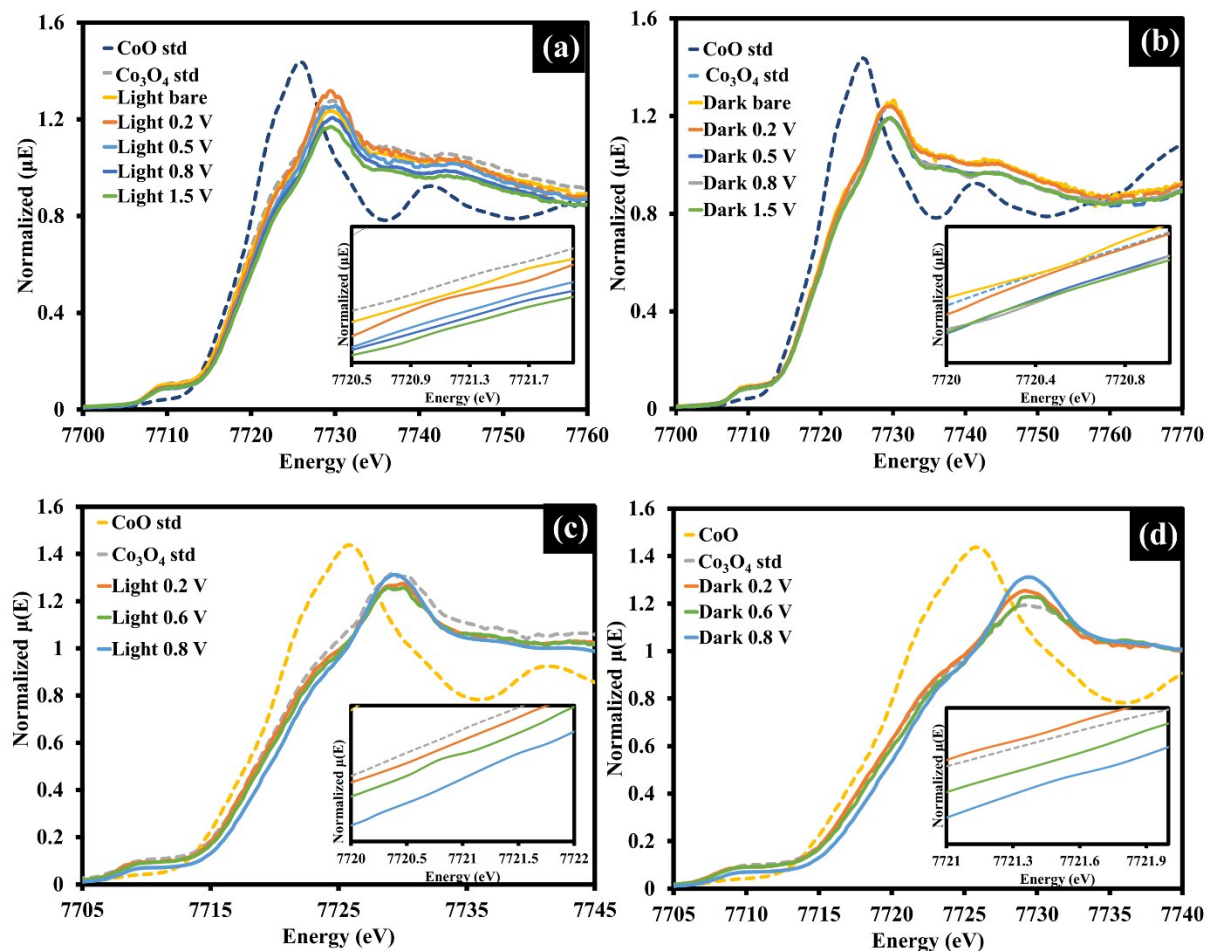 (a)
1.6
1.2
0.8
0.4
0
Normalized (µE)
CoO std
Co₃O₄ std
Light bare
Light 0.2 V
Light 0.5 V
Light 0.8 V
Light 1.5 V
Normalized (µE)
7720.5 7720.9 7721.3 7721.7
Energy (eV)
7700 7710 7720 7730 7740 7750 7760
Energy (eV)
(b)
1.6
1.2
0.8
0.4
0
Normalized (µE)
CoO std
Co₃O₄ std
Dark bare
Dark 0.2 V
Dark 0.5 V
Dark 0.8 V
Dark 1.5 V
Normalized (µE)
7720 7720.4 7720.8
Energy (eV)
7700 7710 7720 7730 7740 7750 7760 7770
Energy (eV)
(c)
1.6
1.4
1.2
1
0.8
0.6
0.4
0.2
0
Normalized µ(E)
CoO std
Co₃O₄ std
Light 0.2 V
Light 0.6 V
Light 0.8 V
Normalized µ(E)
7720 7720.5 7721 7721.5 7722
Energy (eV)
7705 7715 7725 7735 7745
Energy (eV)
(d)
1.6
1.4
1.2
1
0.8
0.6
0.4
0.2
0
Normalized µ(E)
CoO
Co₃O₄ std
Dark 0.2 V
Dark 0.6 V
Dark 0.8 V
Normalized µ(E)
7721 7721.3 7721.6 7721.9
Energy (eV)
7705 7710 7715 7720 7725 7730 7735 7740
Energy (eV)